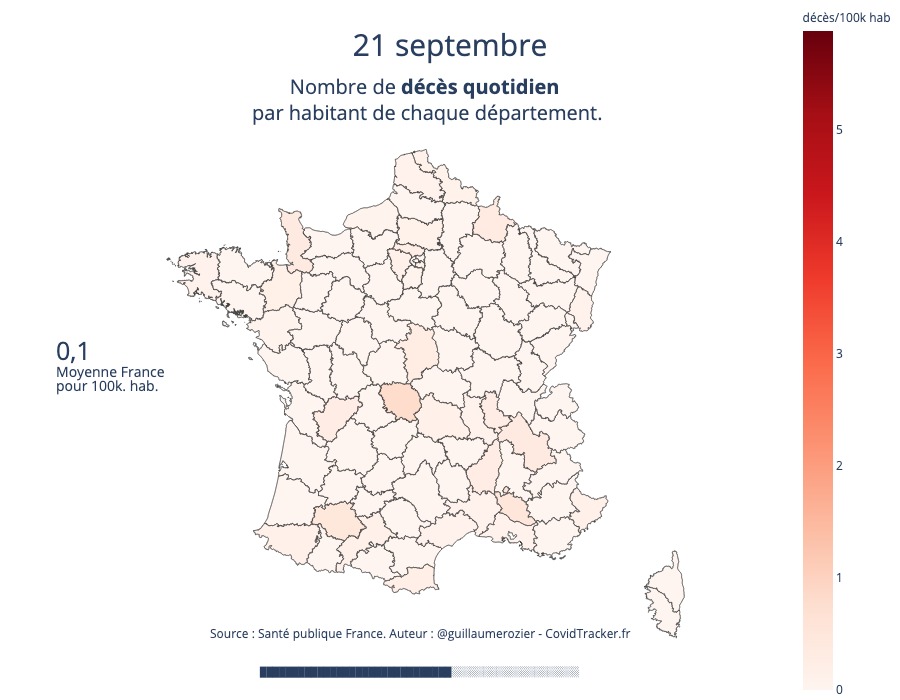 décès/100k hab
21 septembre
Nombre de décès quotidien
par habitant de chaque département.
5
4
3
2
1
0
0,1
Moyenne France
pour 100k. hab.
Source : Santé publique France. Auteur : @guillaumerozier - CovidTracker.fr